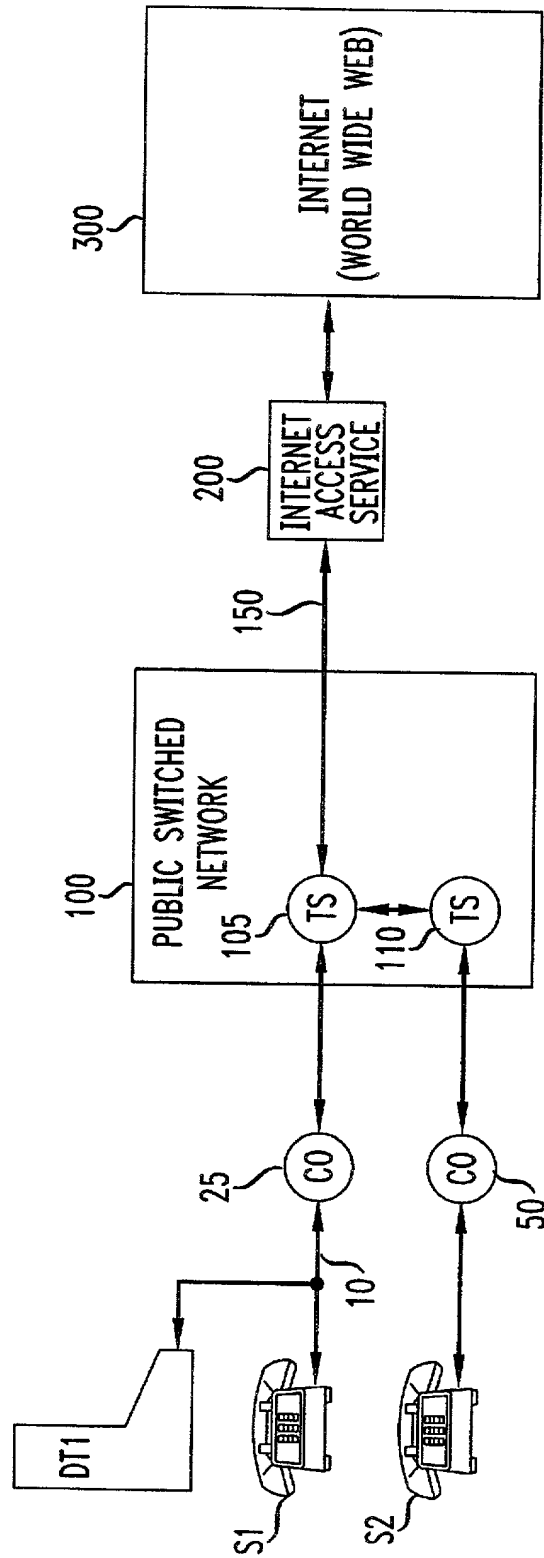 DT1
S1
S2
10
25
CO
CO
50
100
PUBLIC SWITCHED
NETWORK
105
TS
110
TS
150
200
INTERNET
ACCESS
SERVICE
300
INTERNET
(WORLD WIDE WEB)